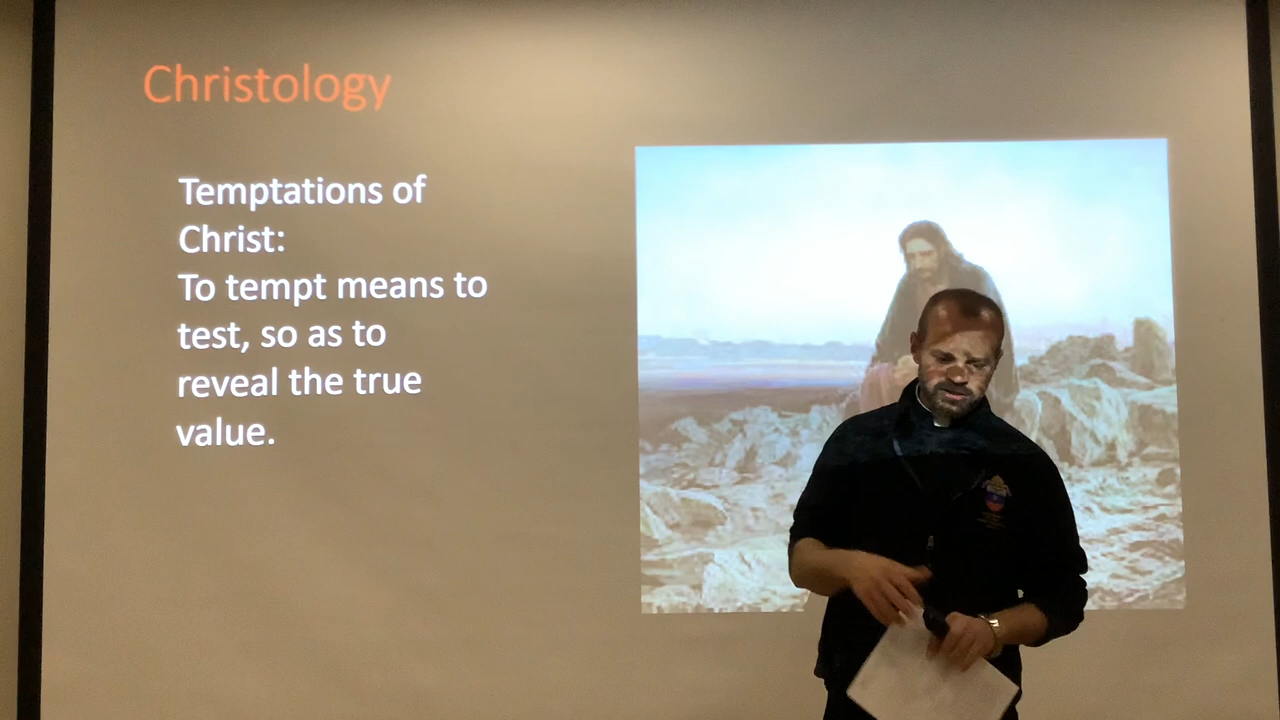 Christology
Temptations of
Christ:
To tempt means to
test, so as to
reveal the true
value.